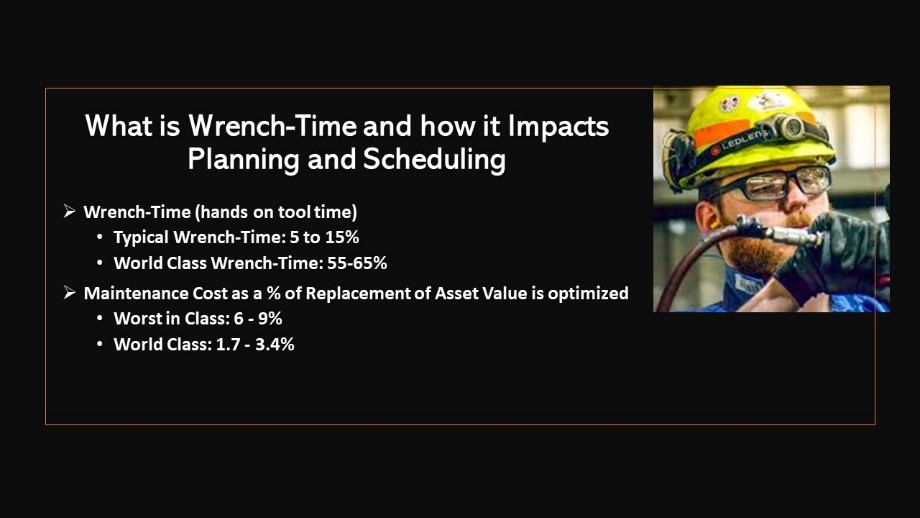 What is Wrench-Time and how it Impacts
Planning and Scheduling
➢ Wrench-Time (hands on tool time)
• Typical Wrench-Time: 5 to 15%
• World Class Wrench-Time: 55-65%
➢ Maintenance Cost as a % of Replacement of Asset Value is optimized
• Worst in Class: 6 - 9%
• World Class: 1.7 - 3.4%
LEDLENS